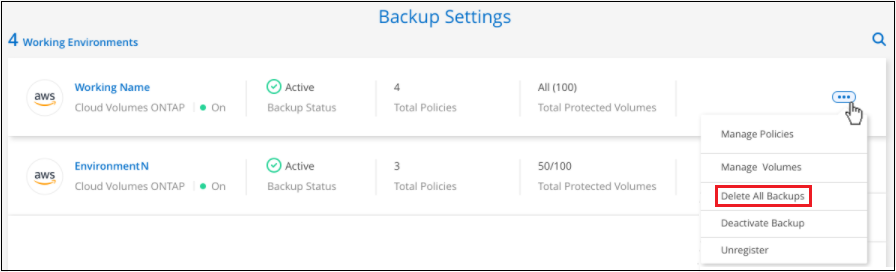 Backup Settings
4 Working Environments
aws
Working Name
Cloud Volumes ONTAP
On
Active
Backup Status
4
Total Policies
All (100)
Total Protected Volumes
Manage Policies
Manage Volumes
Delete All Backups
Deactivate Backup
Unregister
aws
EnvironmentN
Cloud Volumes ONTAP
On
Active
Backup Status
3
Total Policies
50/100
Total Protected Volumes